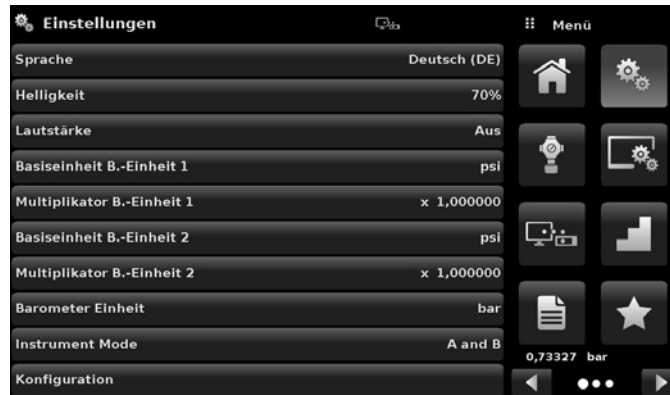 Einstellungen
Sprache Deutsch (DE)
Helligkeit 70%
Lautstärke Aus
Basiseinheit B.-Einheit 1 psi
Multiplikator B.-Einheit 1 x 1,000000
Basiseinheit B.-Einheit 2 psi
Multiplikator B.-Einheit 2 x 1,000000
Barometer Einheit bar
Instrument Mode A and B
Konfiguration
Menü
0,73327 bar